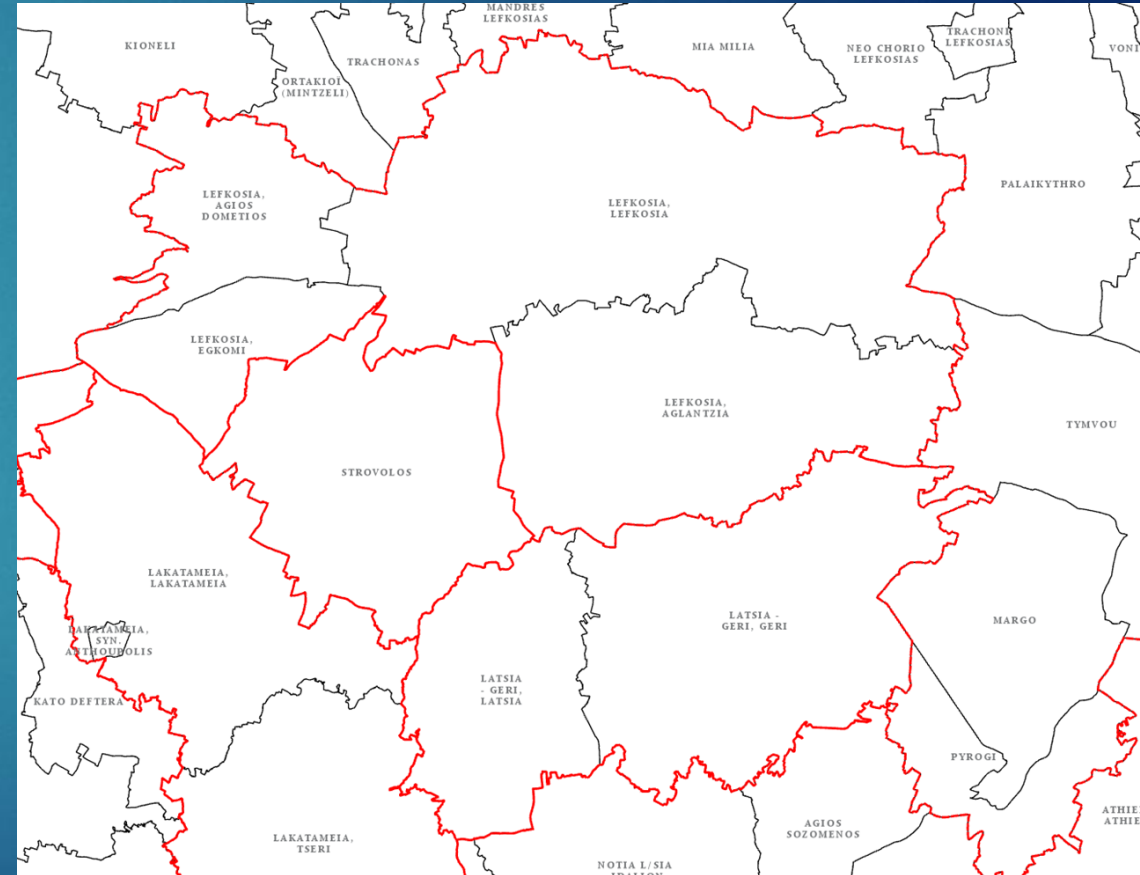 MANDRES
LEFKOSIAS
KIONELI
TRACHONAS
MIA MILIA
NEO CHORIO
LEFKOSIAS
TRACHONI
LEFKOSIAS
ORTAKIOI
(MINTZELI)
PALAIKYTHRO
LEFKOSIA,
AGIOS
DOMETIOS
LEFKOSIA,
LEFKOSIA
LEFKOSIA,
EGKOMI
LEFKOSIA,
AGLANTZIA
TYMVOU
STROVOLOS
LAKATAMEIA,
LAKATAMEIA
LATSIA -
GERI, GERI
MARGO
LAKATAMEIA,
SYN.
ANTHOUPOLIS
KATO DEFTERA
LATSIA
- GERI,
LATSIA
PYROGI
AGIOS
SOZOMENOS
LAKATAMEIA,
TSERI
NOTIA L/SIA